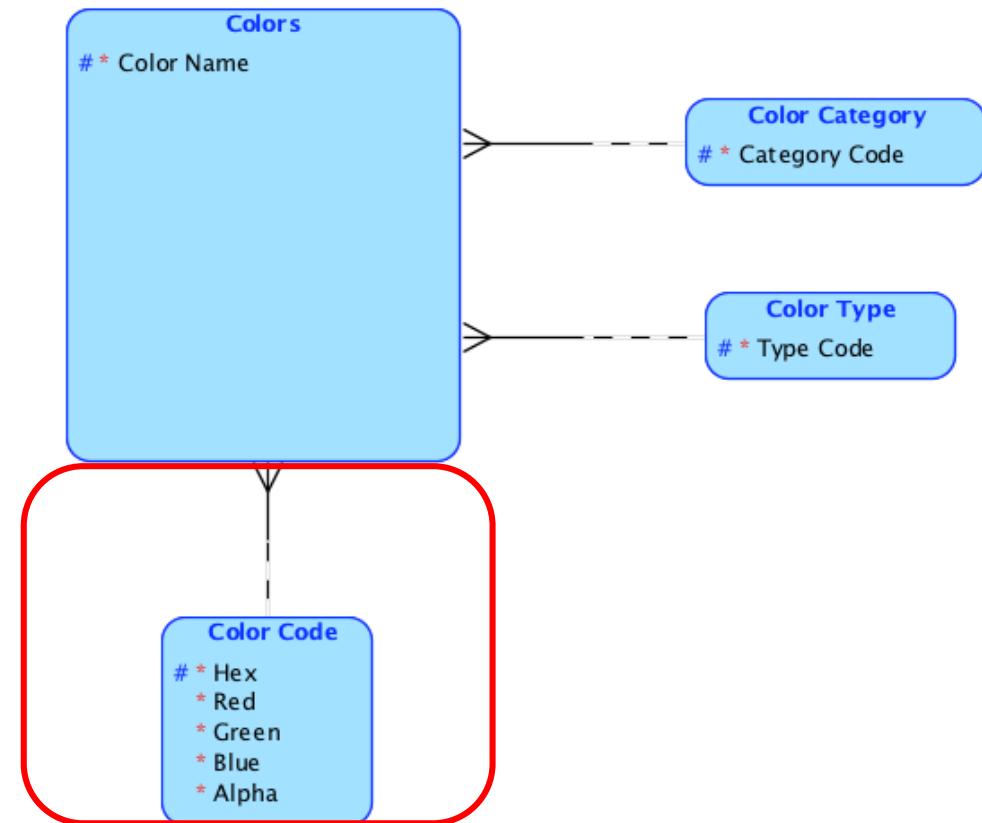 Colors
# * Color Name
Color Category
# * Category Code
Color Type
# * Type Code
Color Code
# * Hex
* Red
* Green
* Blue
* Alpha